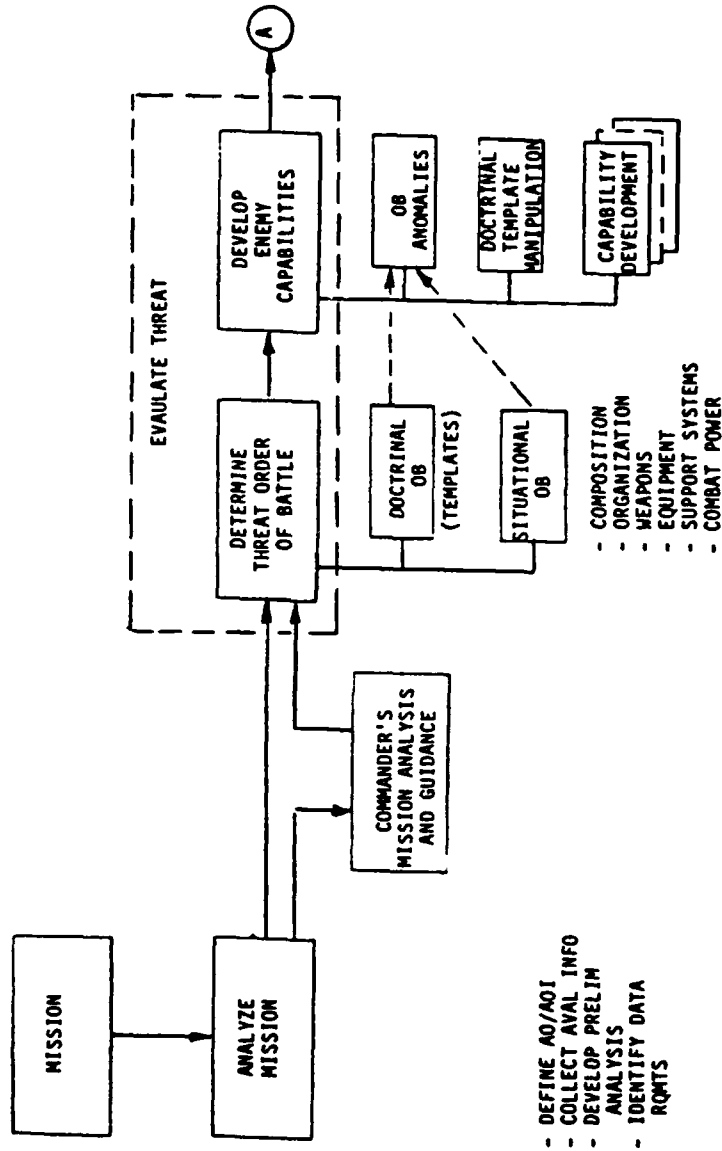 MISSION
ANALYZE
MISSION
- DEFINE AO/AOI
- COLLECT AVAL INFO
- DEVELOP PRELIM
ANALYSIS
- IDENTIFY DATA
RQMTS
COMMANDER'S
MISSION ANALYSIS
AND GUIDANCE
EVAULATE THREAT
DETERMINE
THREAT ORDER
OF BATTLE
DOCTRINAL
OB
(TEMPLATES)
SITUATIONAL
OB
- COMPOSITION
- ORGANIZATION
- WEAPONS
- EQUIPMENT
- SUPPORT SYSTEMS
- COMBAT POWER
DEVELOP
ENEMY
CAPABILITIES
OB
ANOMALIES
DOCTRINAL
TEMPLATE
MANIPULATION
CAPABILITY
DEVELOPMENT
A